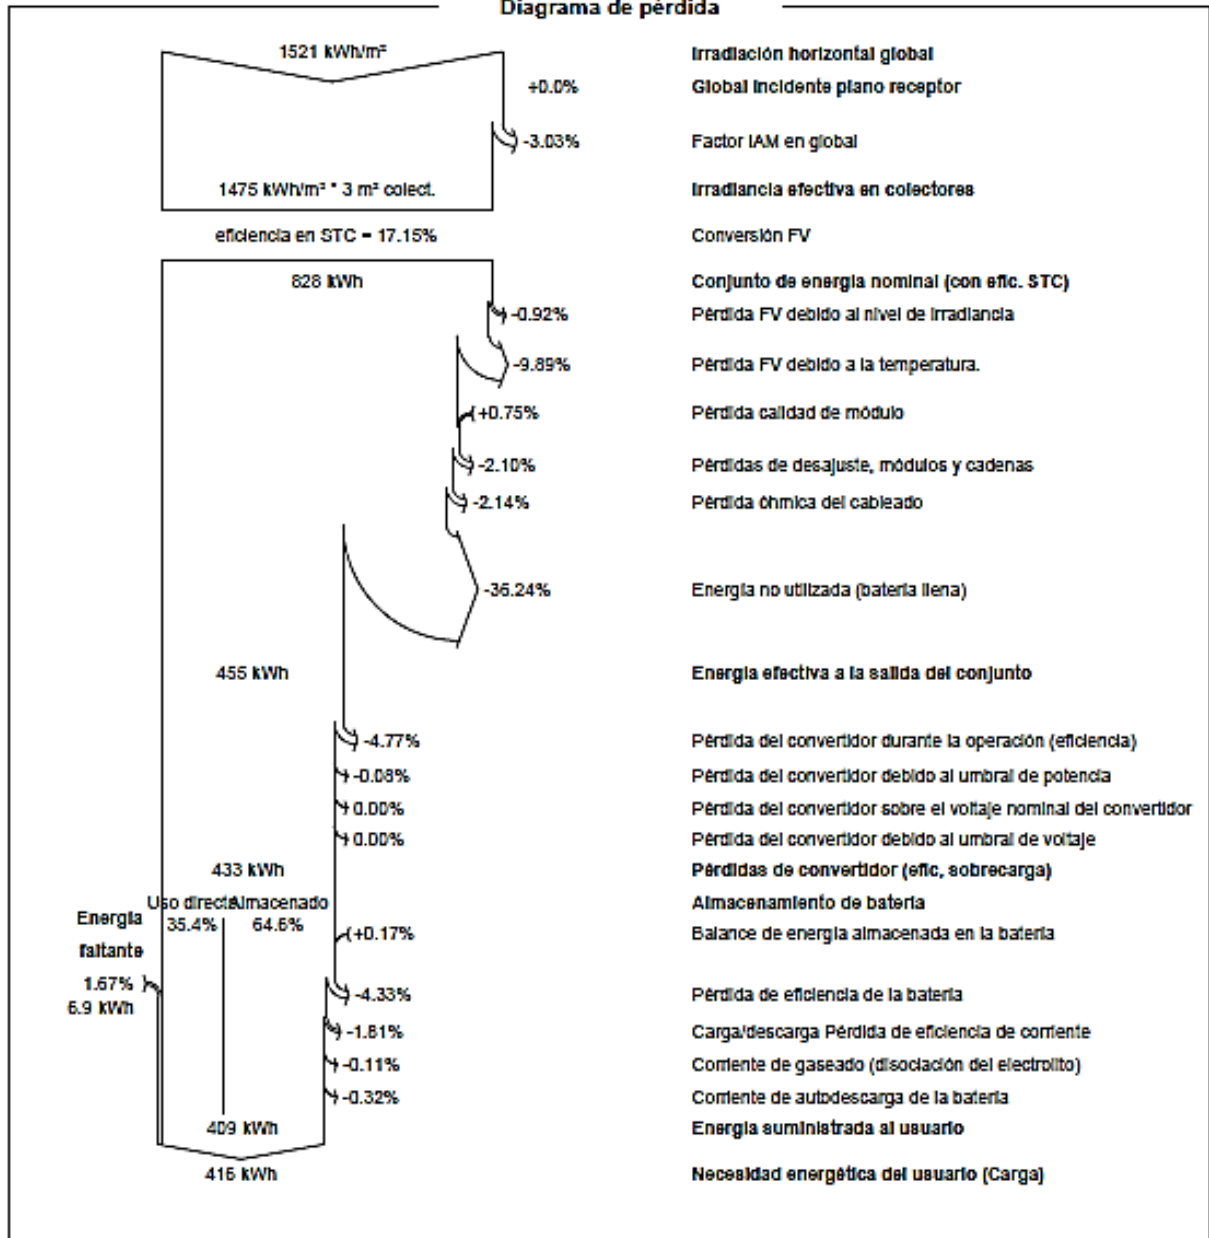 Diagrama de pérdida
1521 kWh/m² Irradiación horizontal global
+0.0% Global incidente plano receptor
-3.03% Factor IAM en global
1475 kWh/m² * 3 m² colect. Irradiancia efectiva en colectores
eficiencia en STC = 17.15% Conversión FV
828 kWh Conjunto de energía nominal (con efic. STC)
-0.92% Pérdida FV debido al nivel de irradiancia
-9.89% Pérdida FV debido a la temperatura.
+0.75% Pérdida calidad de módulo
-2.10% Pérdidas de desajuste, módulos y cadenas
-2.14% Pérdida óhmica del cableado
-36.24% Energía no utilizada (batería llena)
455 kWh Energía efectiva a la salida del conjunto
-4.77% Pérdida del convertidor durante la operación (eficiencia)
-0.08% Pérdida del convertidor debido al umbral de potencia
0.00% Pérdida del convertidor sobre el voltaje nominal del convertidor
0.00% Pérdida del convertidor debido al umbral de voltaje
433 kWh Pérdidas de convertidor (efic, sobrecarga)
Uso directo Almacenado Almacenamiento de batería
Energía 35.4% 64.6%
faltante +0.17% Balance de energía almacenada en la batería
1.67%
6.9 kWh -4.33% Pérdida de eficiencia de la batería
-1.81% Carga/descarga Pérdida de eficiencia de corriente
-0.11% Corriente de gaseado (disociación del electrolito)
-0.32% Corriente de autodescarga de la batería
409 kWh Energía suministrada al usuario
416 kWh Necesidad energética del usuario (Carga)